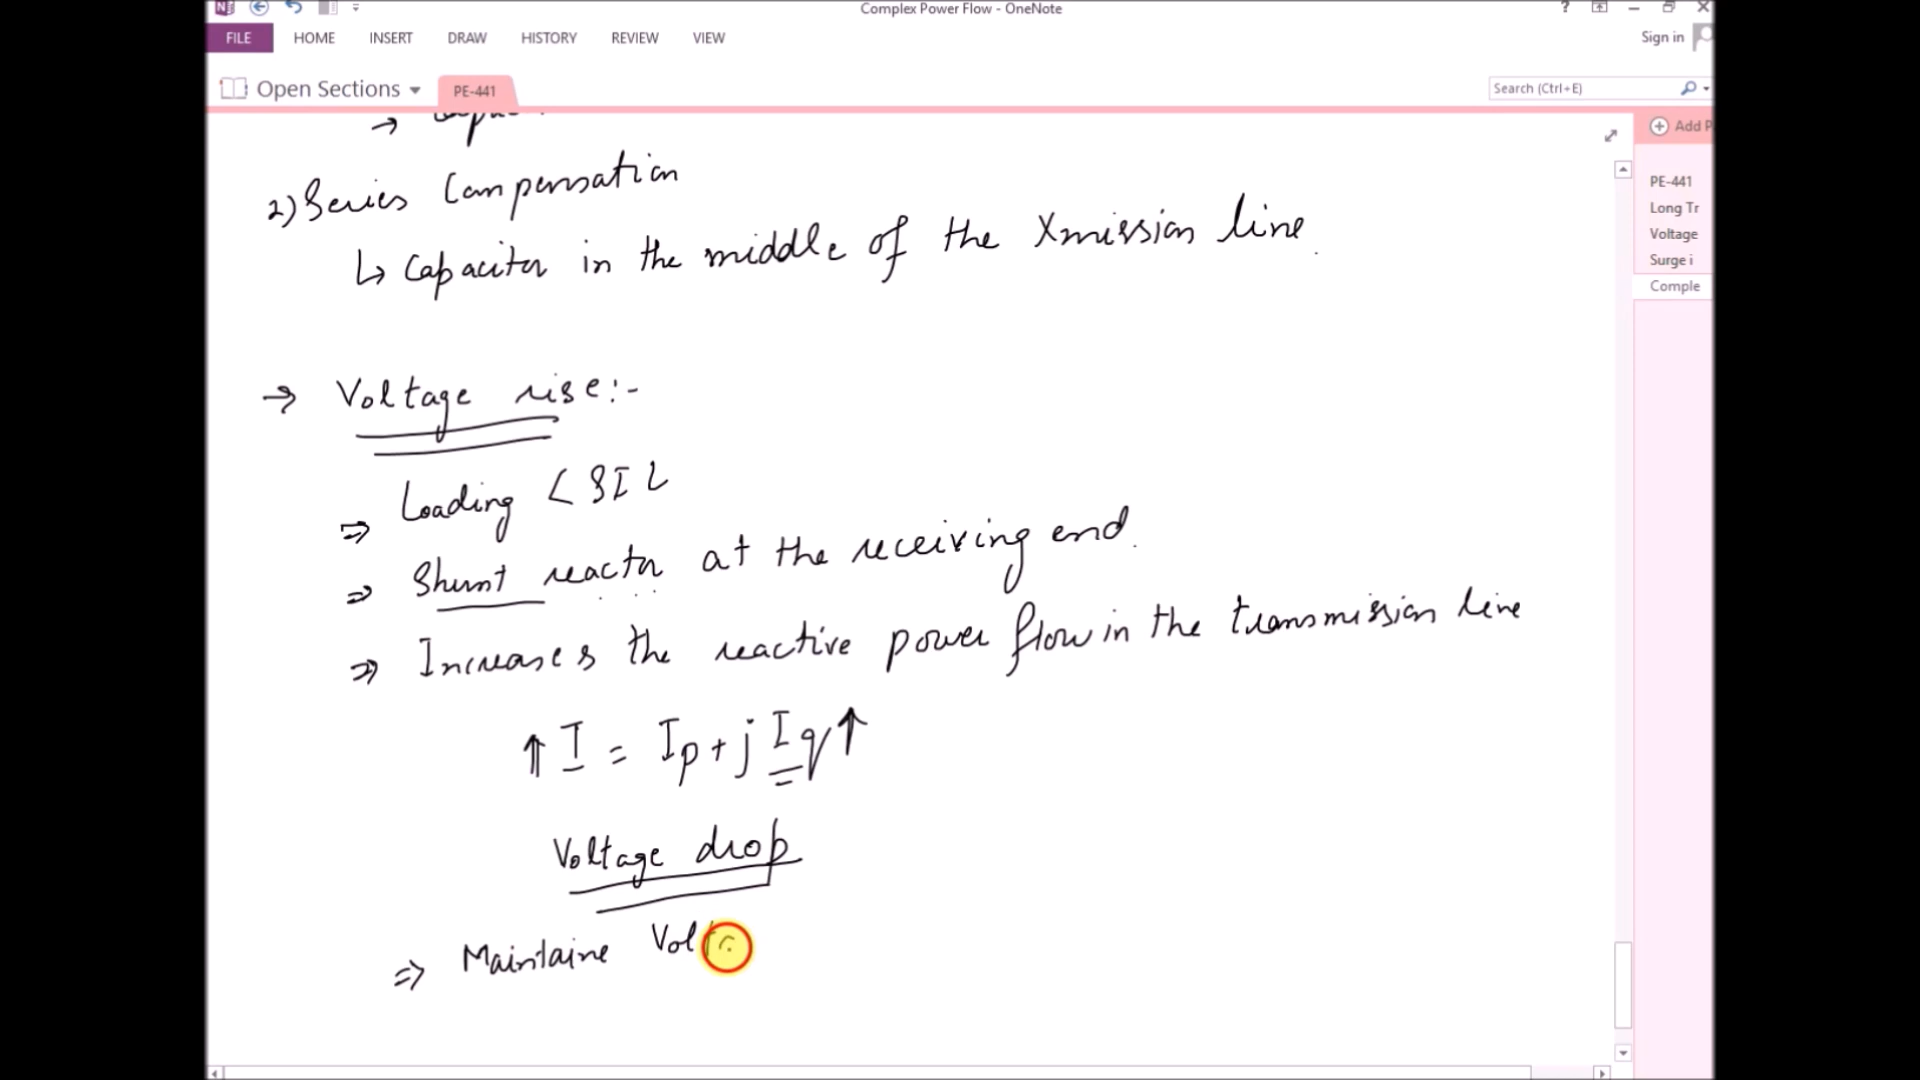 Complex Power Flow - OneNote
FILE HOME INSERT DRAW HISTORY REVIEW VIEW
Sign in
Open Sections PE-441
Search (Ctrl+E)
Add P
PE-441
Long Tr
Voltage
Surge i
Comple
2) Series Compensation
↳ Capacitor in the middle of the Xmission line.
→ Voltage rise:-
⇒ Loading < SIL
⇒ Shunt reactor at the receiving end.
⇒ Increases the reactive power flow in the transmission line
↑ I = Ip + j Iq ↑
Voltage drop
⇒ Maintaine Volta